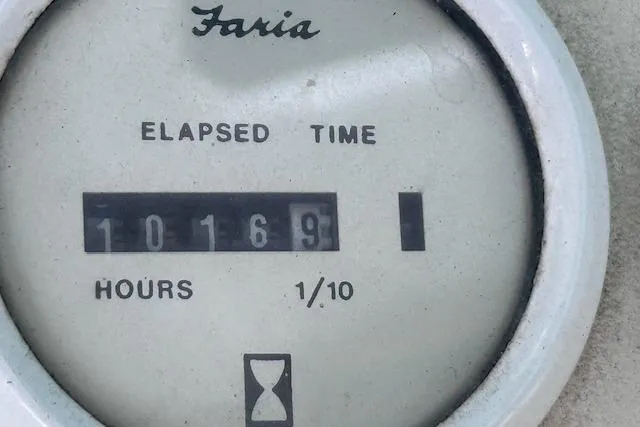 Faria
ELAPSED TIME
10169
HOURS 1/10